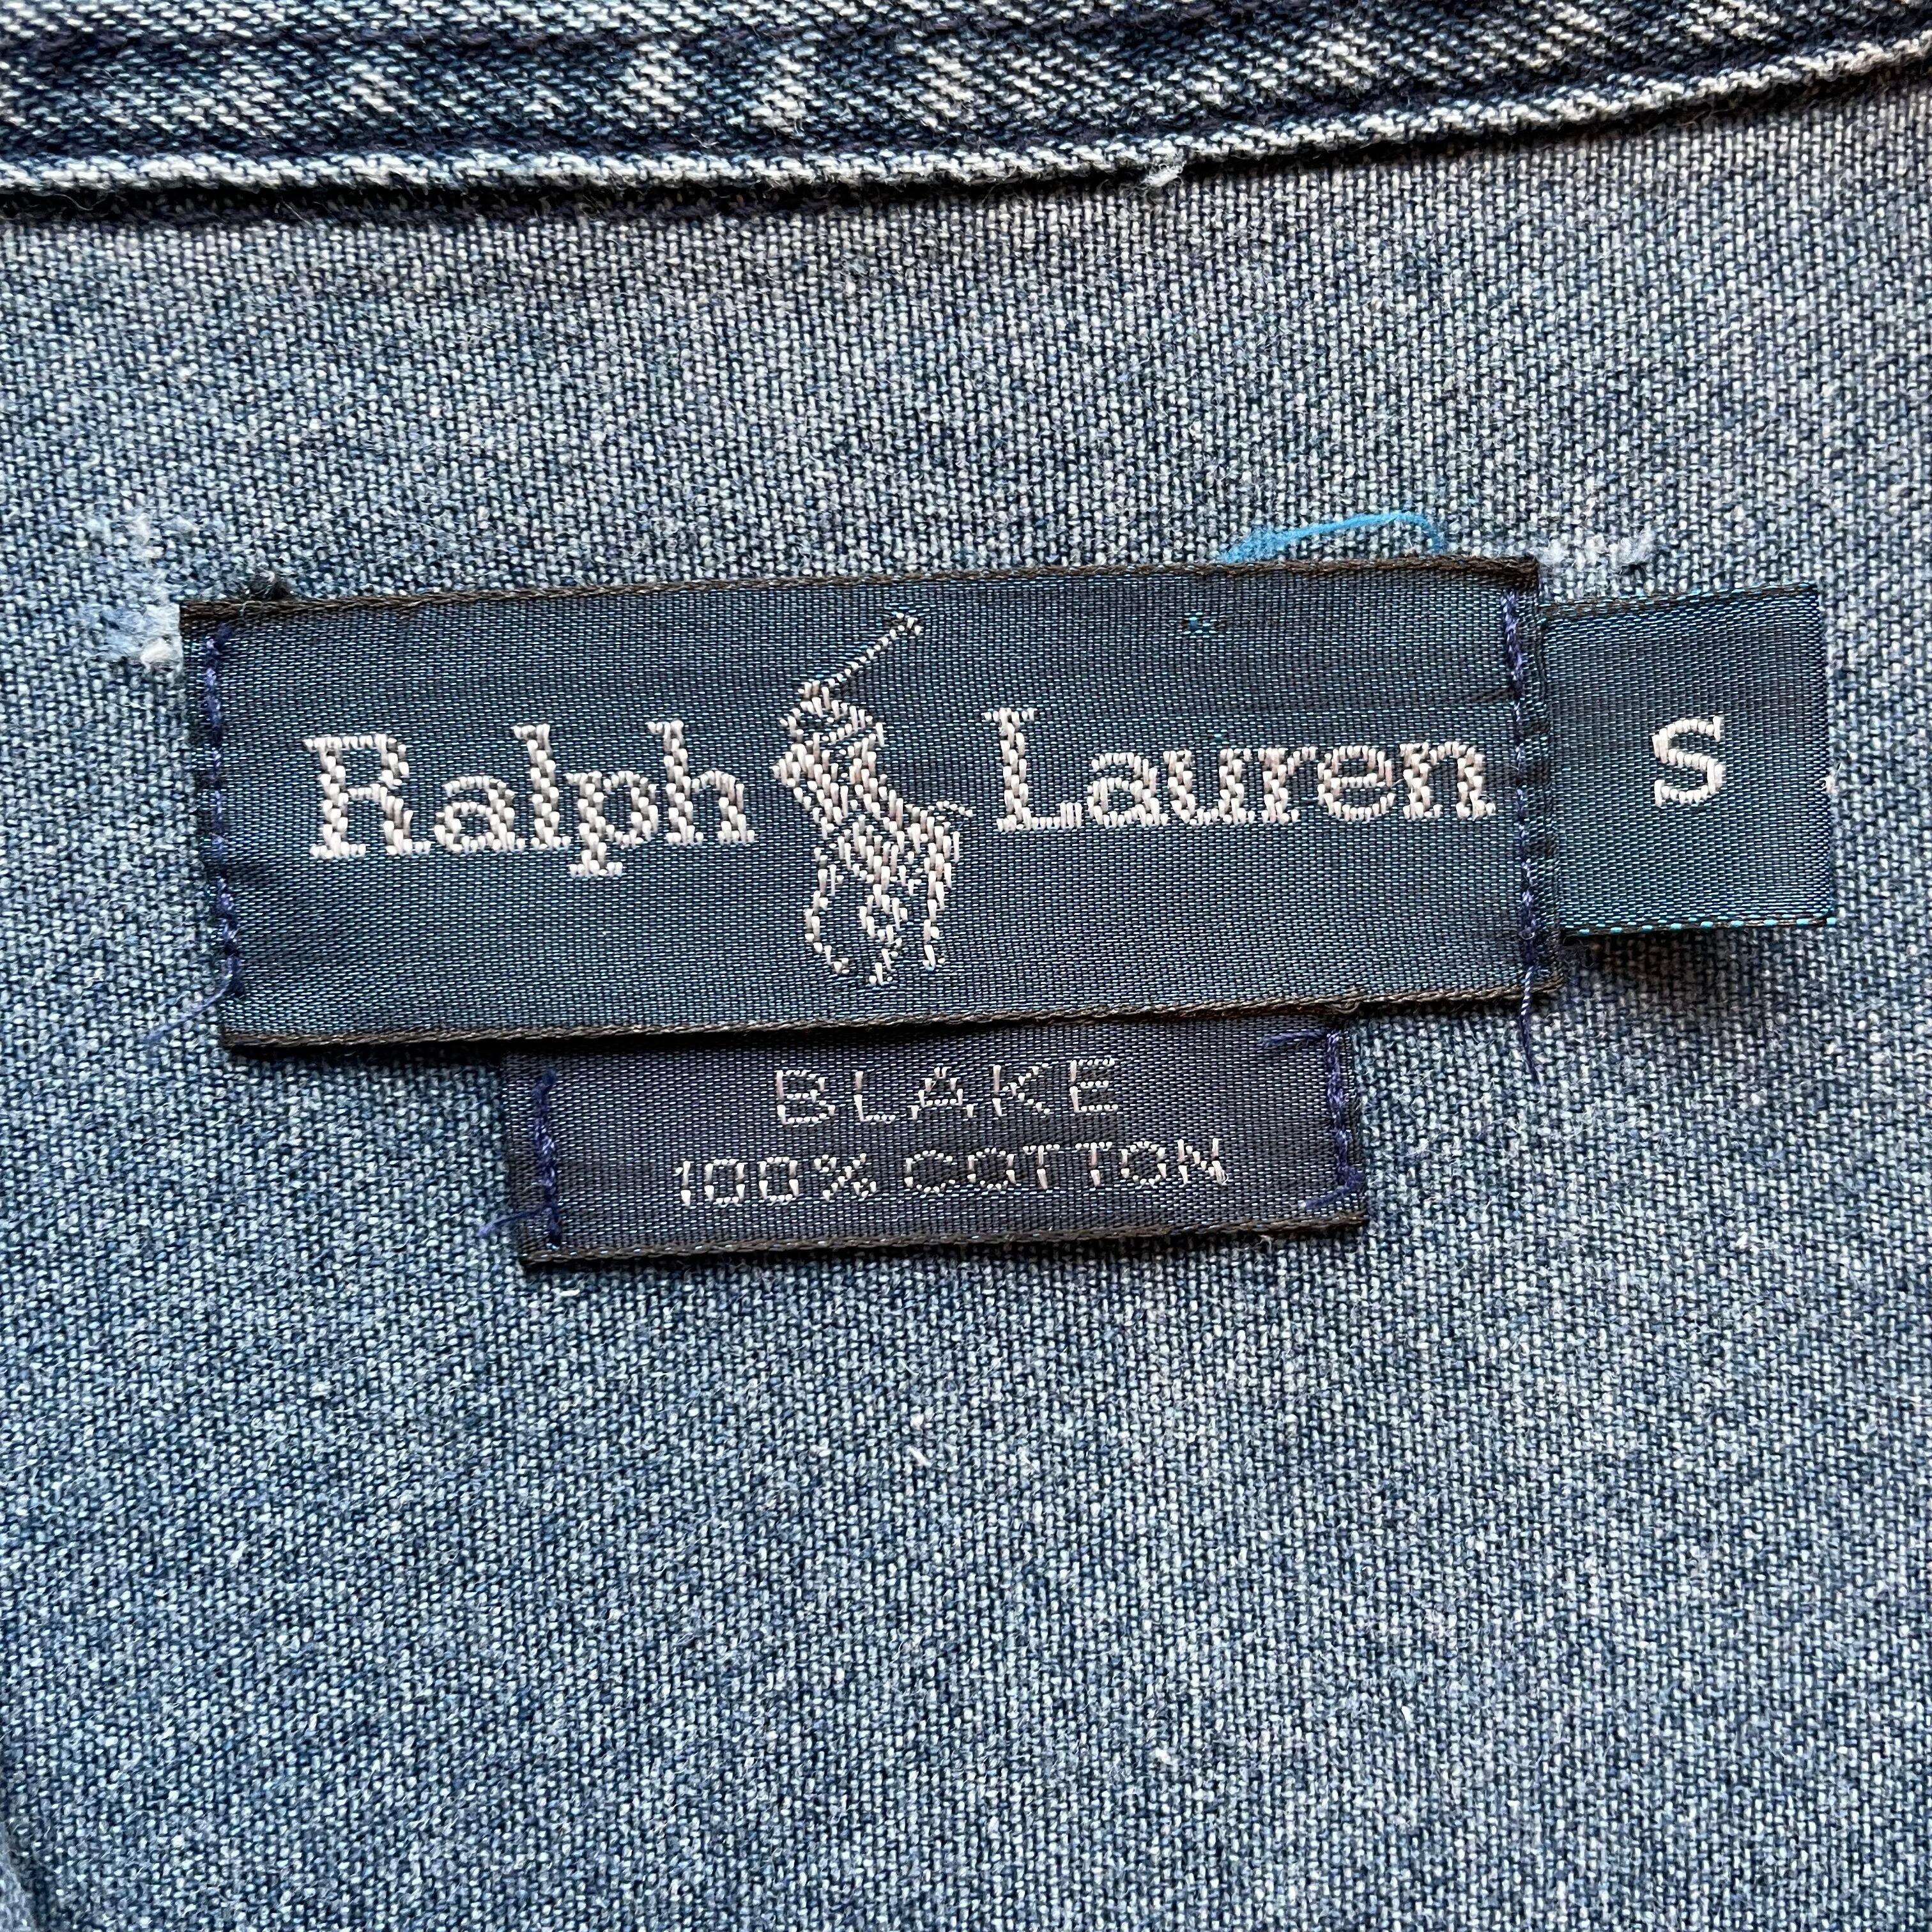 Ralph Lauren S
BLAKE
100% COTTON